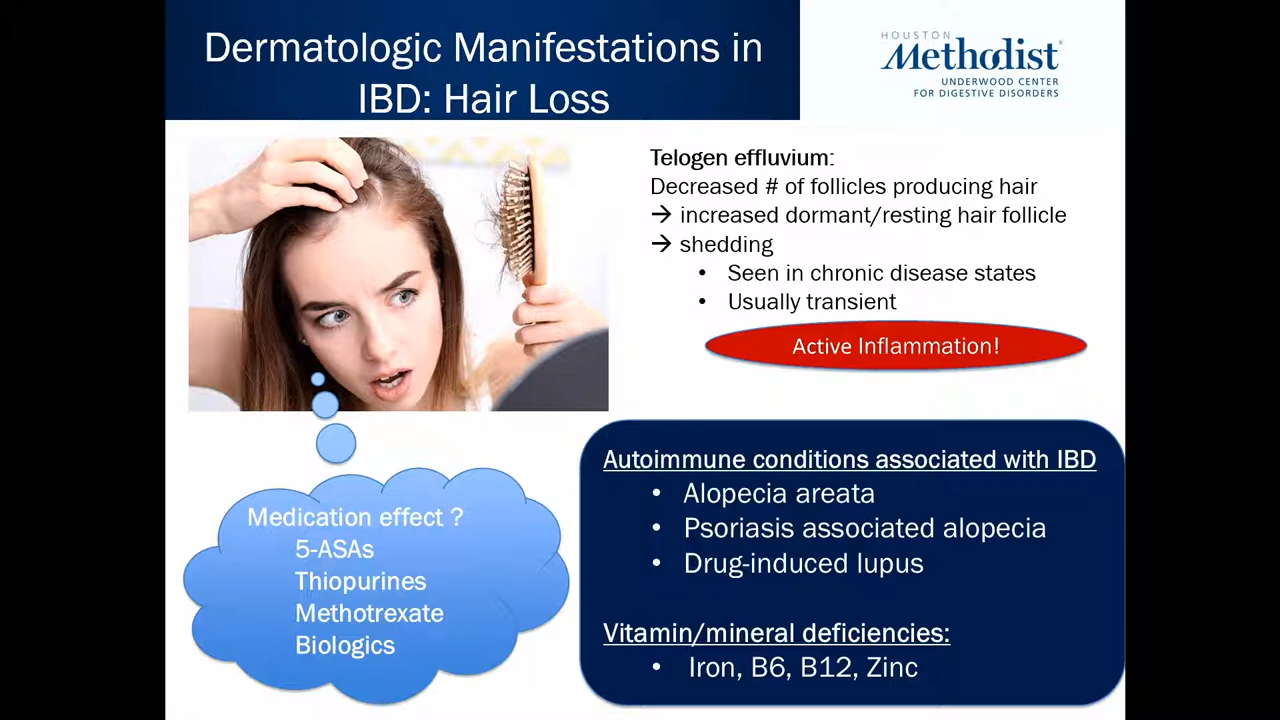 Dermatologic Manifestations in
IBD: Hair Loss
HOUSTON
Methodist
UNDERWOOD CENTER
FOR DIGESTIVE DISORDERS
Telogen effluvium:
Decreased # of follicles producing hair
→ increased dormant/resting hair follicle
→ shedding
• Seen in chronic disease states
• Usually transient
Active Inflammation!
Medication effect ?
5-ASAs
Thiopurines
Methotrexate
Biologics
Autoimmune conditions associated with IBD
• Alopecia areata
• Psoriasis associated alopecia
• Drug-induced lupus
Vitamin/mineral deficiencies:
• Iron, B6, B12, Zinc